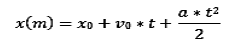 x(m) = x₀ + v₀ * t + (a * t²)/2